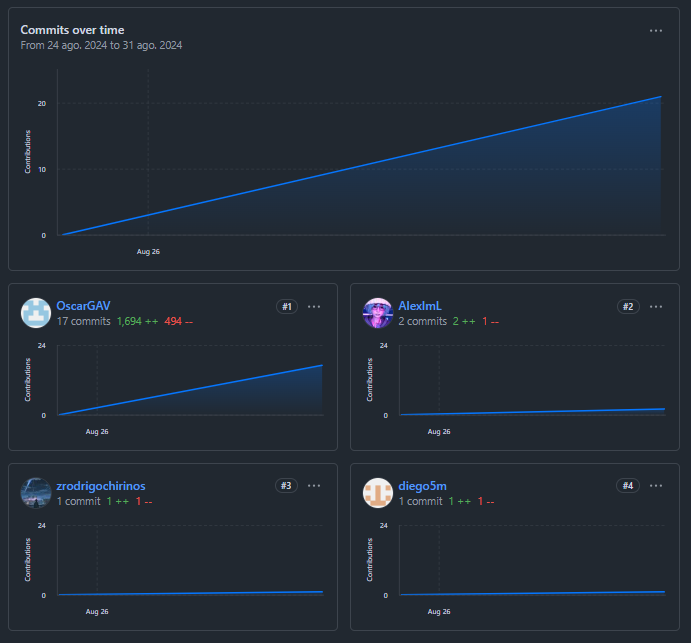 Commits over time
From 24 ago. 2024 to 31 ago. 2024
Contributions
20
10
0
Aug 26
OscarGAV
#1
17 commits 1,694 ++ 494 --
Contributions
24
0
Aug 26
AlexImL
#2
2 commits 2 ++ 1 --
Contributions
24
0
Aug 26
zrodrigochirinos
#3
1 commit 1 ++ 1 --
Contributions
24
0
Aug 26
diego5m
#4
1 commit 1 ++ 1 --
Contributions
24
0
Aug 26